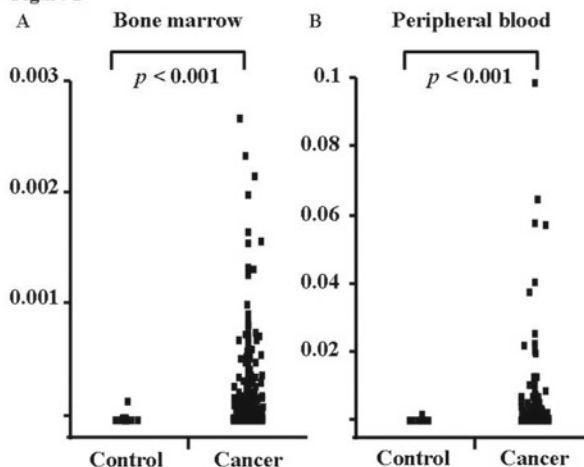 A Bone marrow
p < 0.001
0.003
0.002
0.001
Control Cancer
B Peripheral blood
p < 0.001
0.1
0.08
0.06
0.04
0.02
Control Cancer